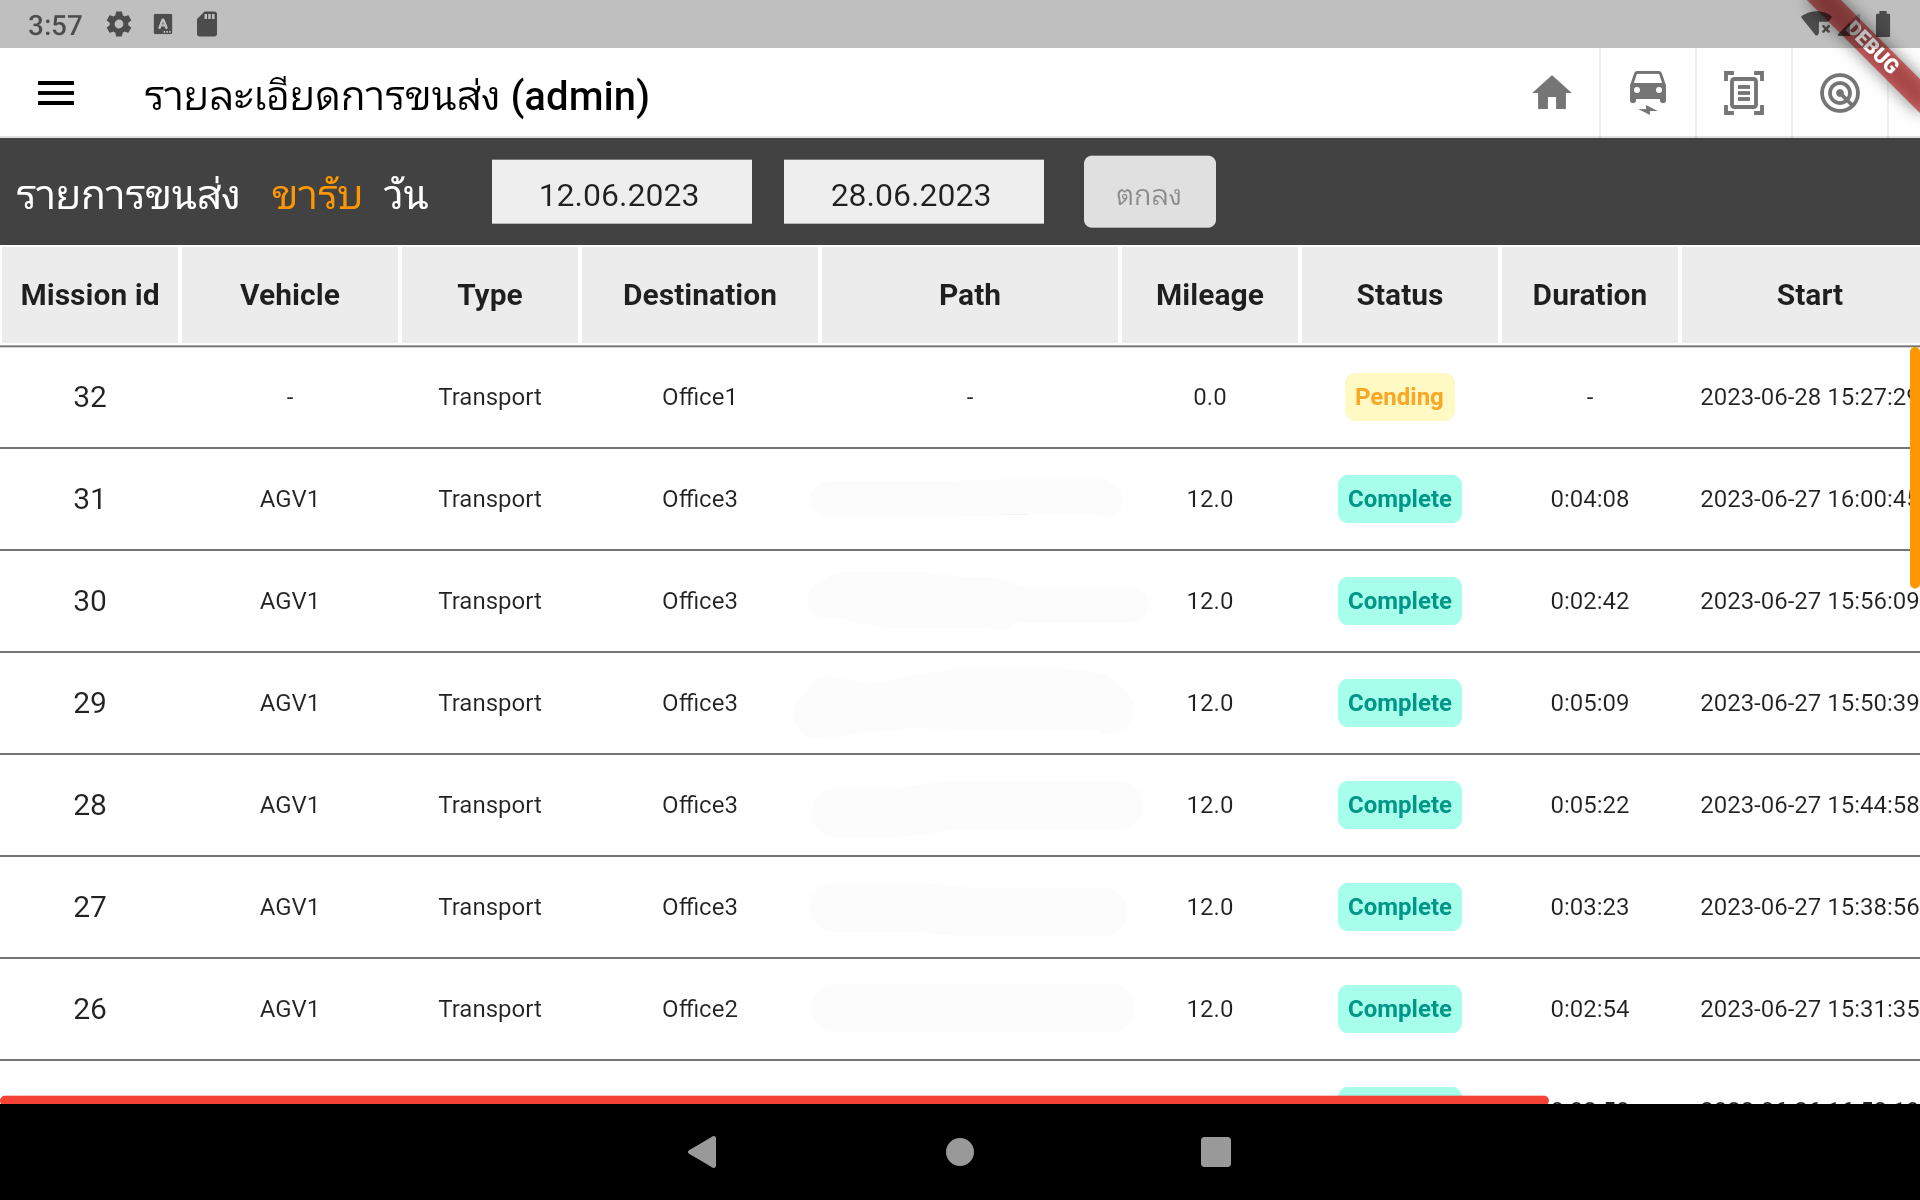 3:57
DEBUG
รายละเอียดการขนส่ง (admin)
รายการขนส่ง ขารับ วัน 12.06.2023 28.06.2023 ตกลง
Mission id Vehicle Type Destination Path Mileage Status Duration Start
32 - Transport Office1 - 0.0 Pending - 2023-06-28 15:27:29
31 AGV1 Transport Office3 12.0 Complete 0:04:08 2023-06-27 16:00:45
30 AGV1 Transport Office3 12.0 Complete 0:02:42 2023-06-27 15:56:09
29 AGV1 Transport Office3 12.0 Complete 0:05:09 2023-06-27 15:50:39
28 AGV1 Transport Office3 12.0 Complete 0:05:22 2023-06-27 15:44:58
27 AGV1 Transport Office3 12.0 Complete 0:03:23 2023-06-27 15:38:56
26 AGV1 Transport Office2 12.0 Complete 0:02:54 2023-06-27 15:31:35